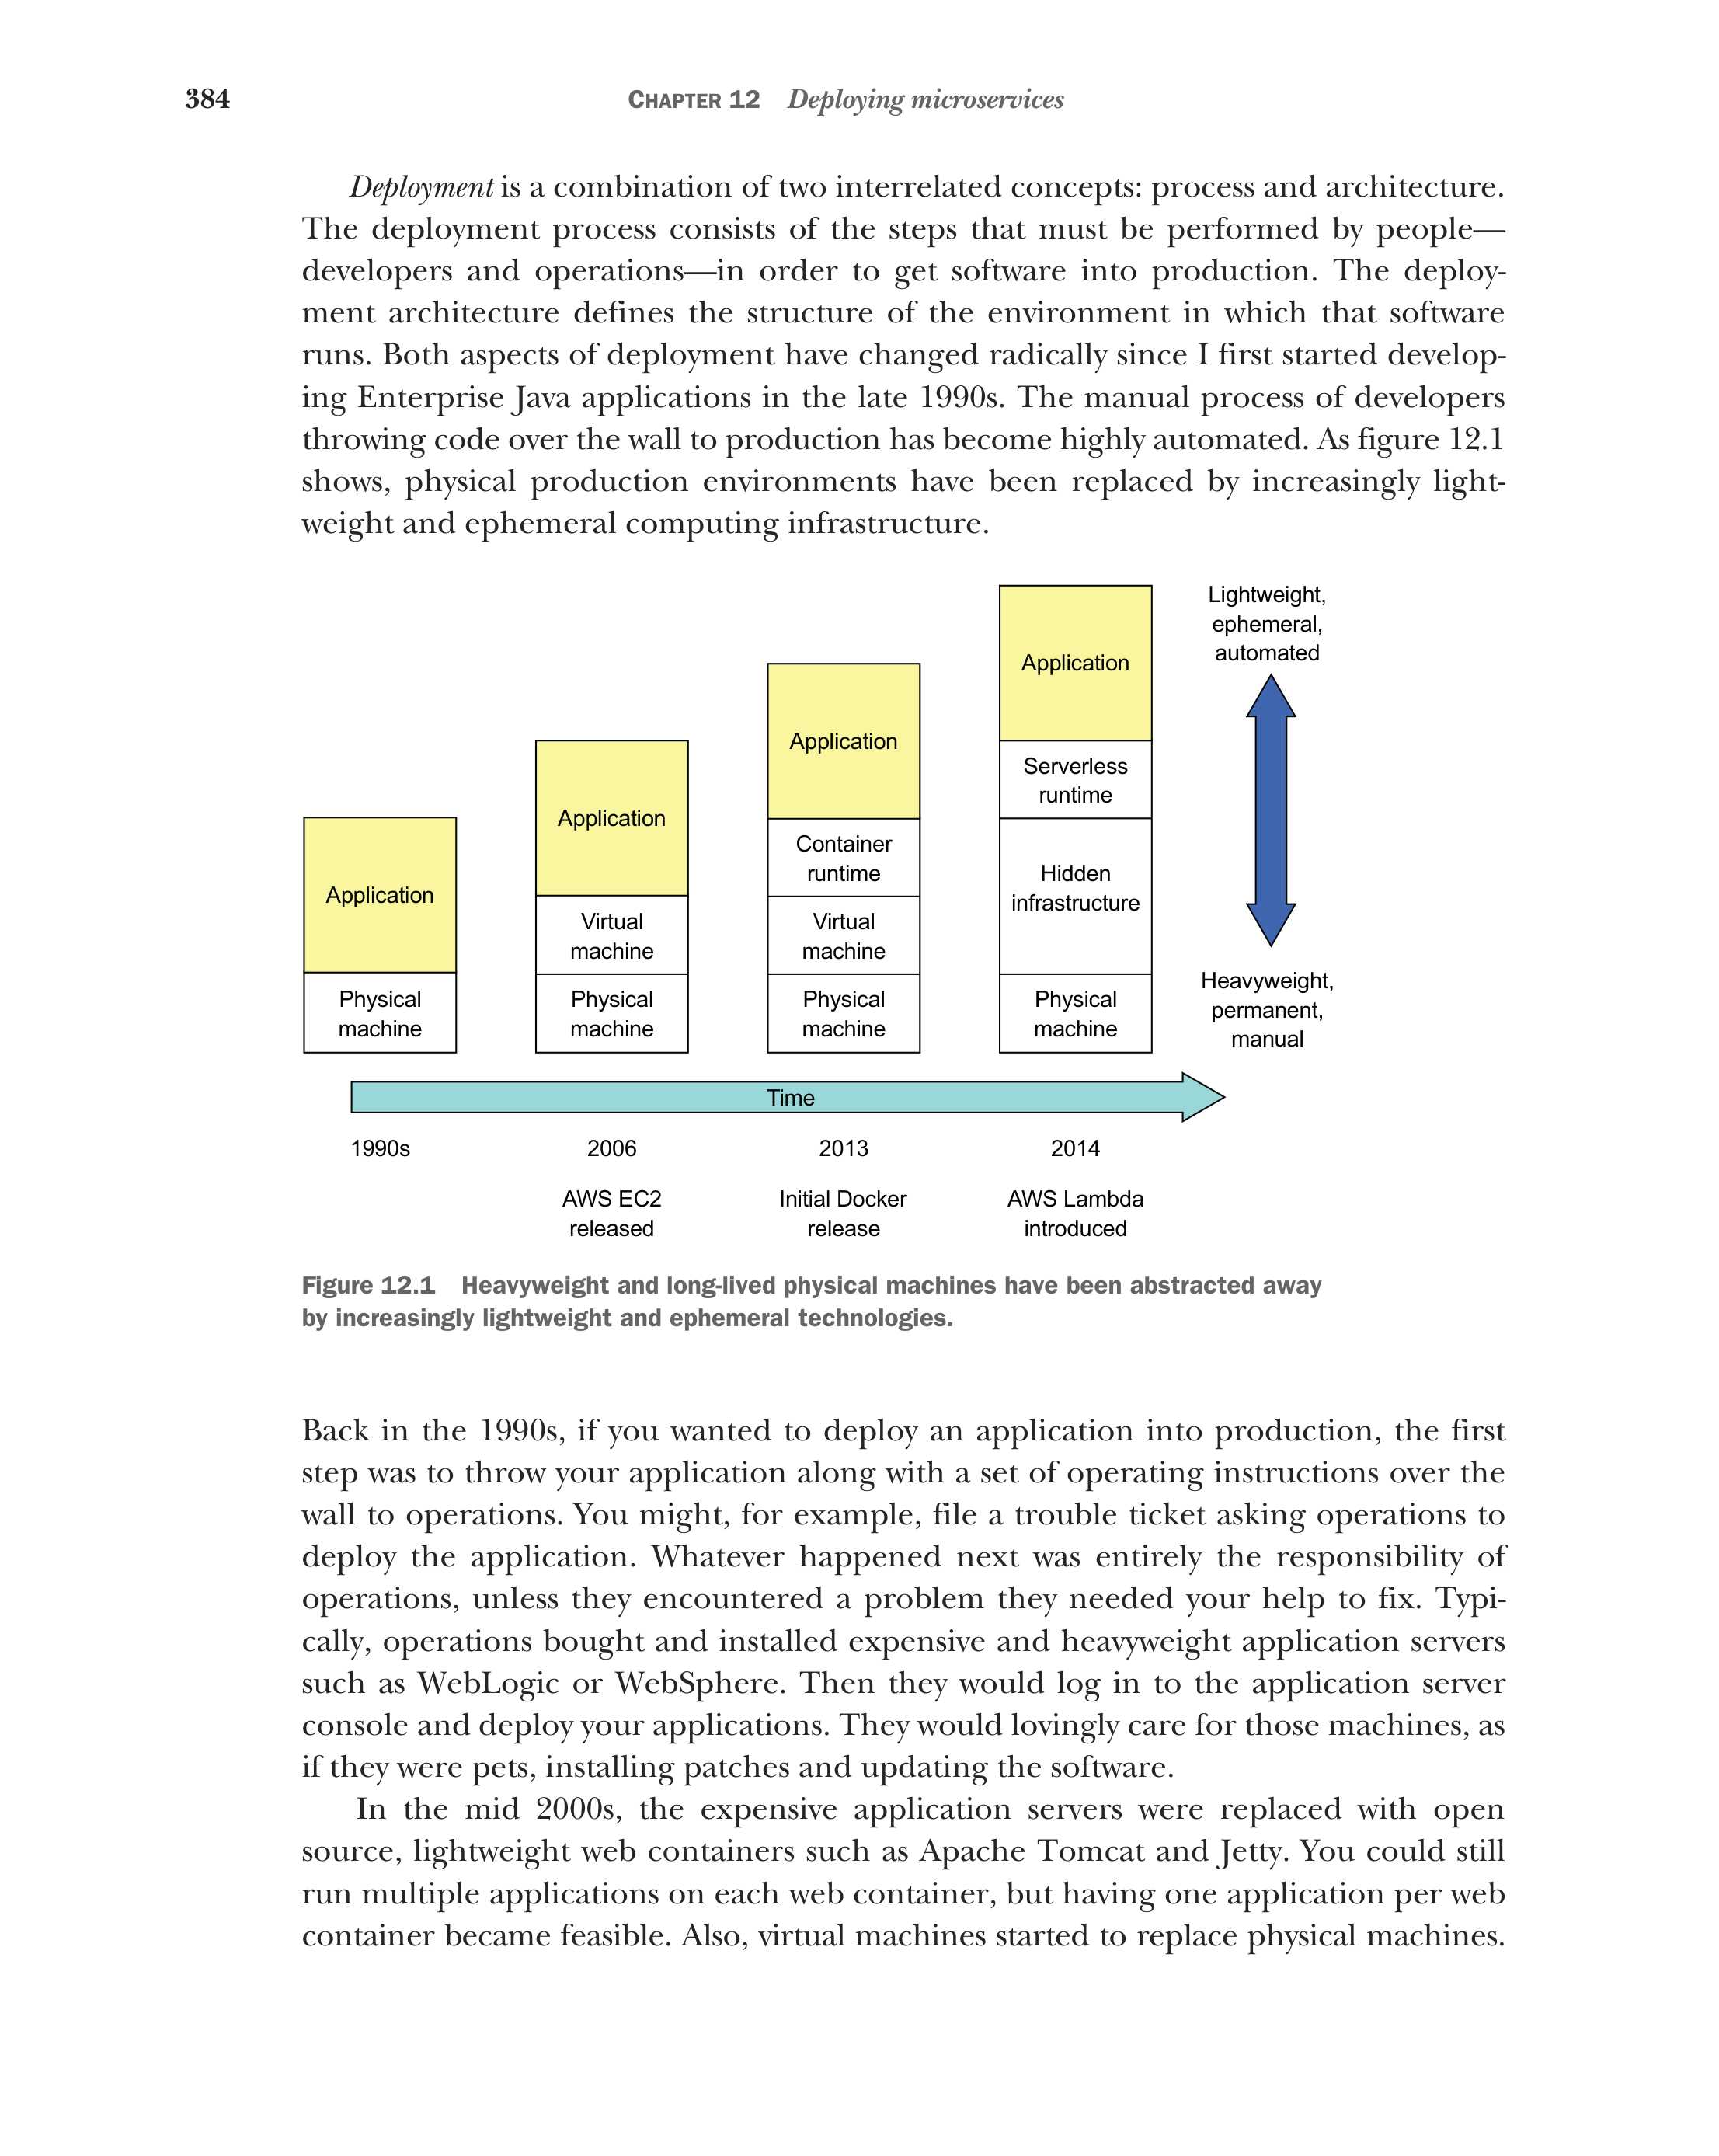 384
CHAPTER 12 Deploying microservices
Deployment is a combination of two interrelated concepts: process and architecture.
The deployment process consists of the steps that must be performed by people—
developers and operations—in order to get software into production. The deploy-
ment architecture defines the structure of the environment in which that software
runs. Both aspects of deployment have changed radically since I first started develop-
ing Enterprise Java applications in the late 1990s. The manual process of developers
throwing code over the wall to production has become highly automated. As figure 12.1
shows, physical production environments have been replaced by increasingly light-
weight and ephemeral computing infrastructure.
Application
Physical
machine
Application
Virtual
machine
Physical
machine
Application
Container
runtime
Virtual
machine
Physical
machine
Application
Serverless
runtime
Hidden
infrastructure
Physical
machine
Lightweight,
ephemeral,
automated
Heavyweight,
permanent,
manual
Time
1990s
2006
AWS EC2
released
2013
Initial Docker
release
2014
AWS Lambda
introduced
Figure 12.1 Heavyweight and long-lived physical machines have been abstracted away
by increasingly lightweight and ephemeral technologies.
Back in the 1990s, if you wanted to deploy an application into production, the first
step was to throw your application along with a set of operating instructions over the
wall to operations. You might, for example, file a trouble ticket asking operations to
deploy the application. Whatever happened next was entirely the responsibility of
operations, unless they encountered a problem they needed your help to fix. Typi-
cally, operations bought and installed expensive and heavyweight application servers
such as WebLogic or WebSphere. Then they would log in to the application server
console and deploy your applications. They would lovingly care for those machines, as
if they were pets, installing patches and updating the software.
In the mid 2000s, the expensive application servers were replaced with open
source, lightweight web containers such as Apache Tomcat and Jetty. You could still
run multiple applications on each web container, but having one application per web
container became feasible. Also, virtual machines started to replace physical machines.